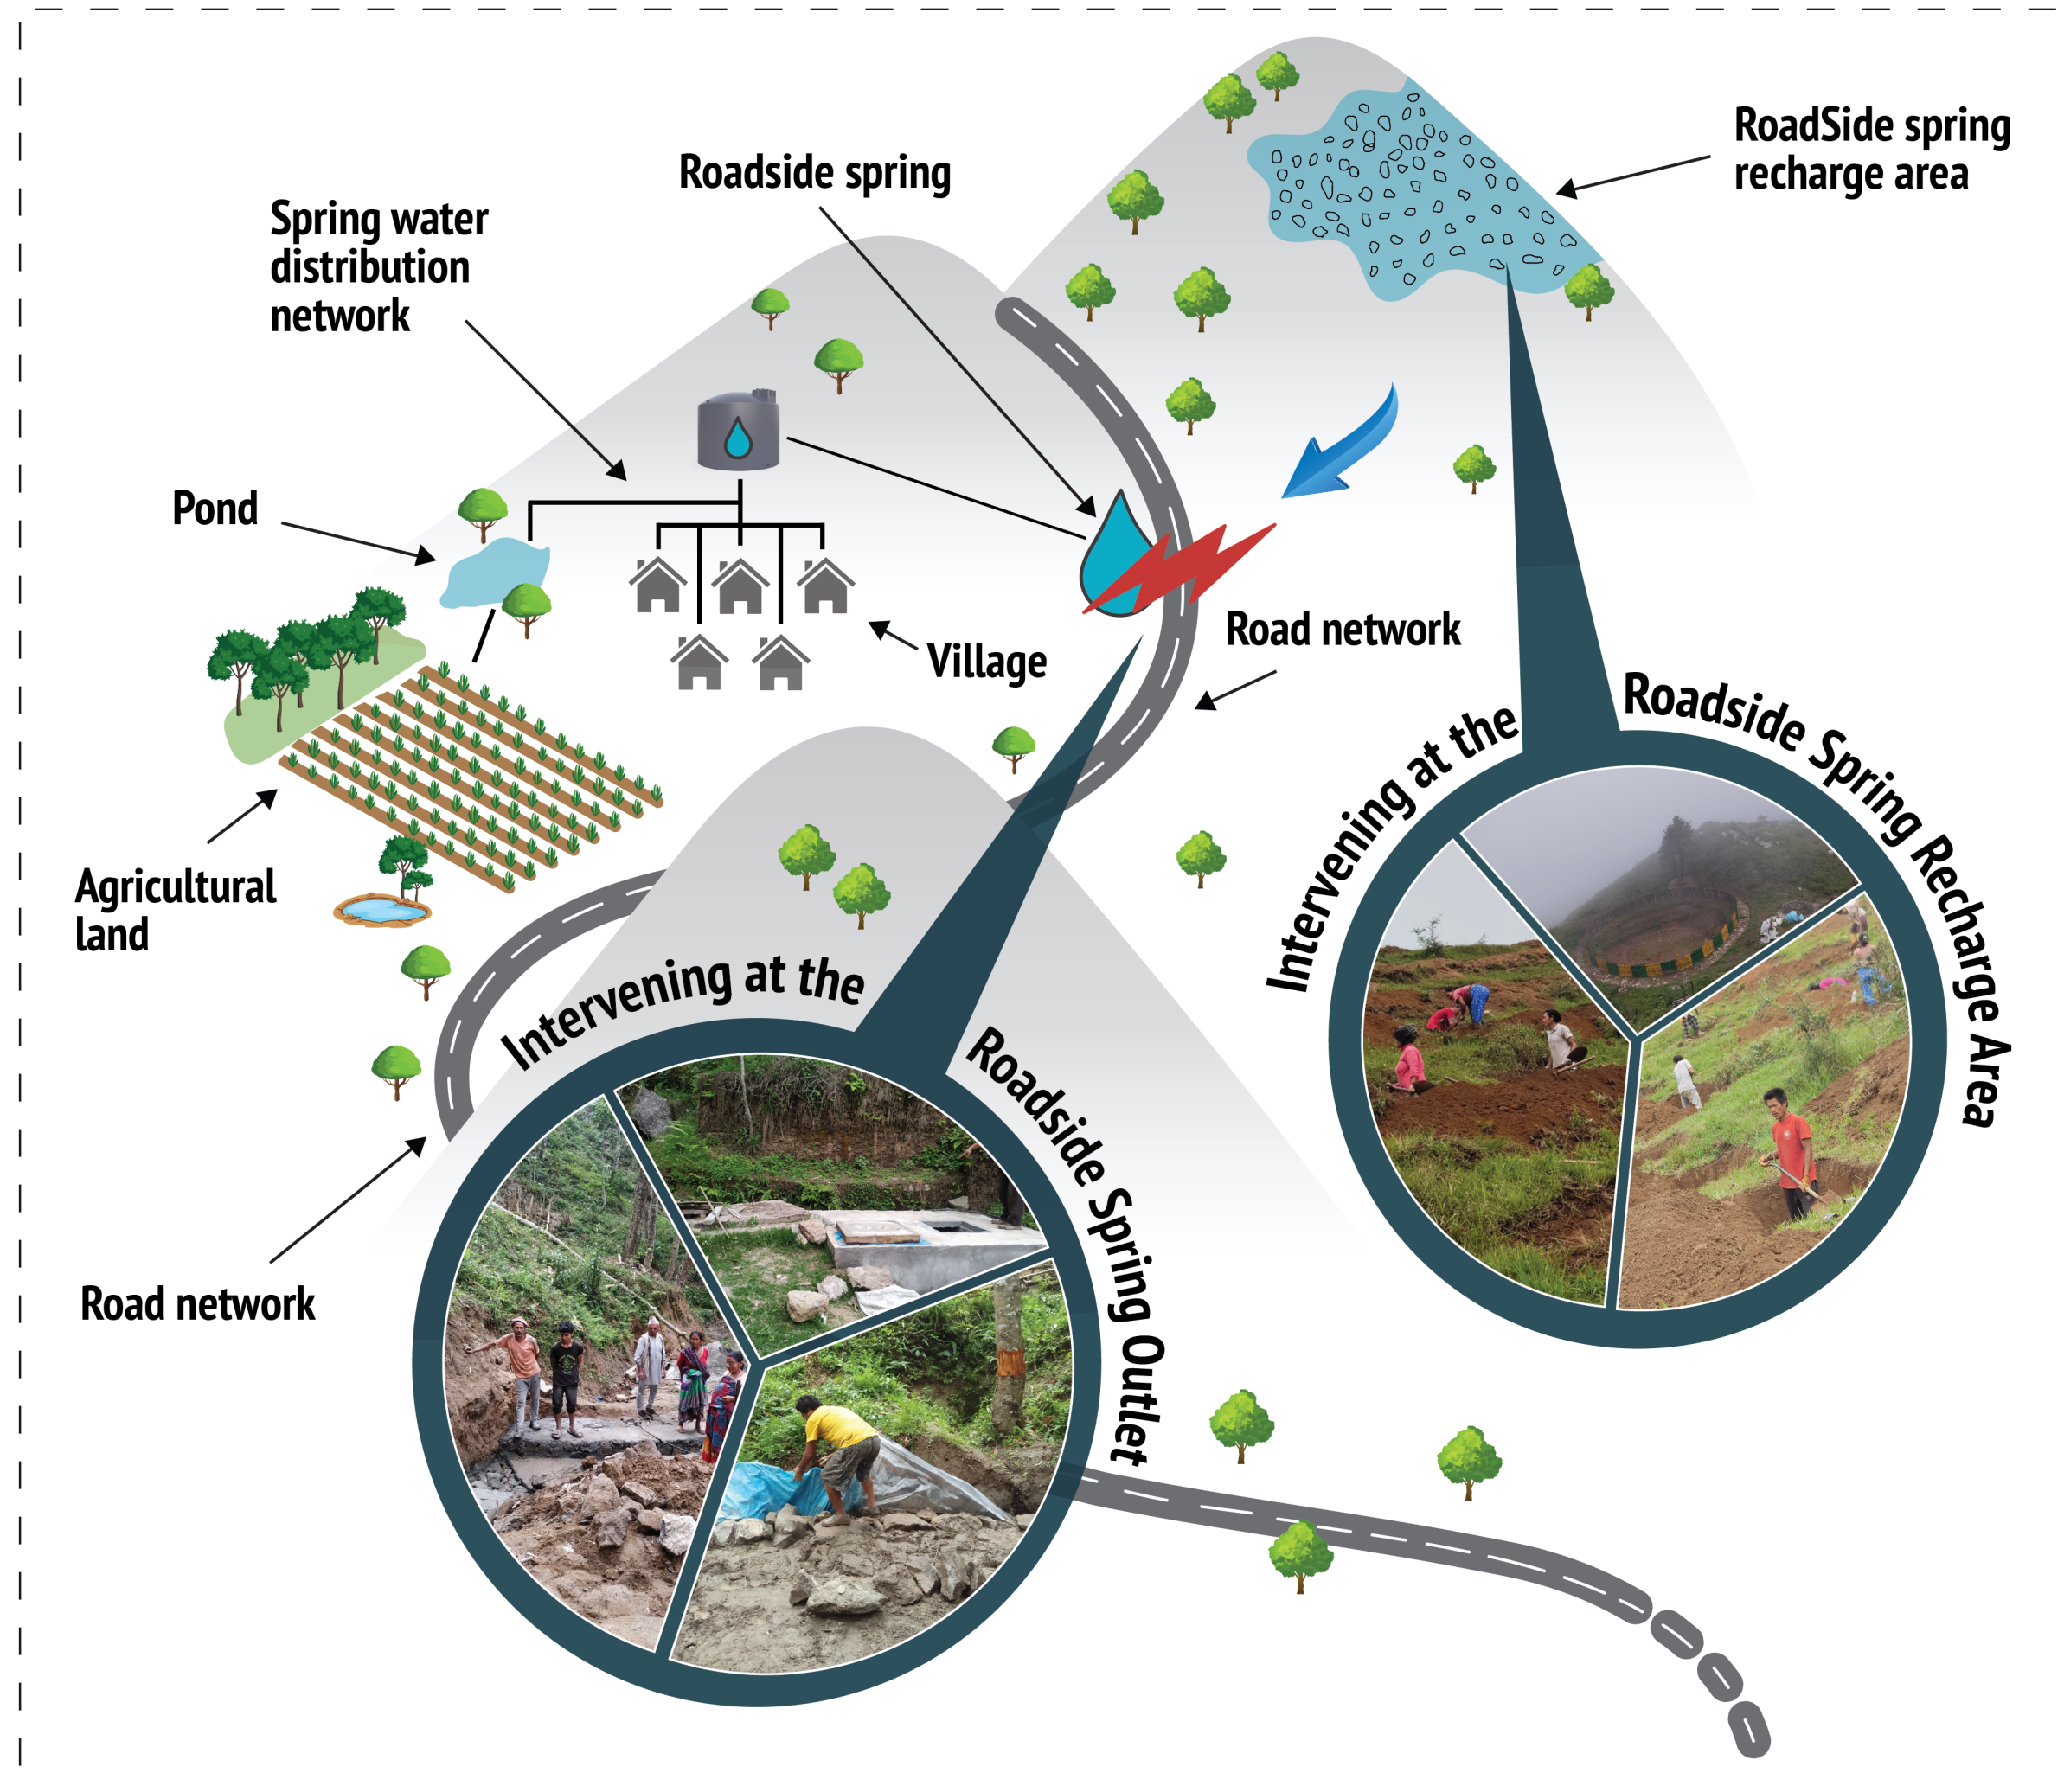 RoadSide spring
recharge area
Roadside spring
Spring water
distribution
network
Pond
Village
Road network
Agricultural
land
Intervening at the
Roadside Spring Recharge Area
Intervening at the
Roadside Spring Outlet
Road network